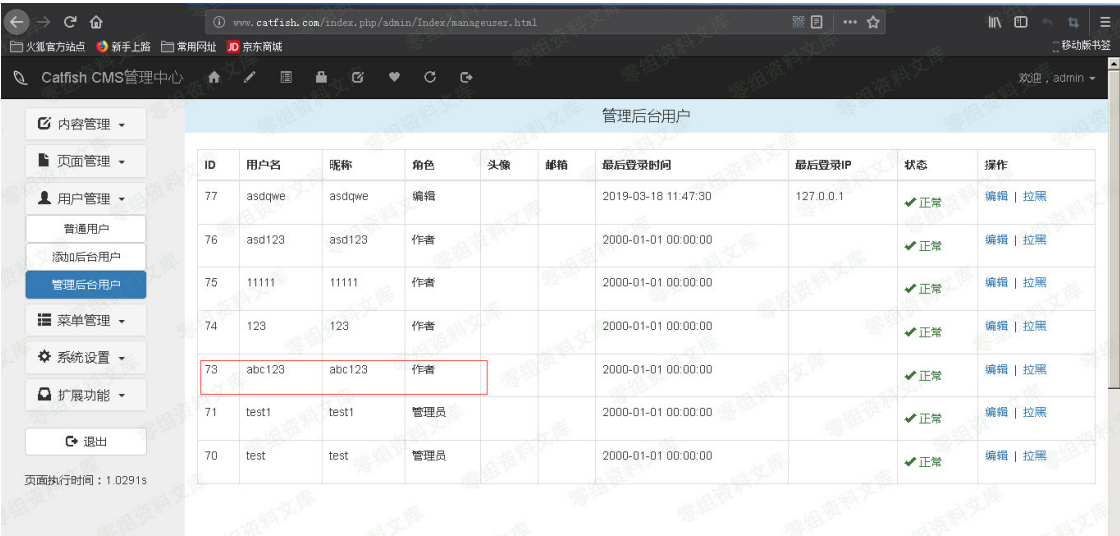 www.catfish.com/index.php/admin/Index/manageuser.html
火狐官方站点 新手上路 常用网址 JD 京东商城 移动版书签
Catfish CMS管理中心 欢迎，admin
内容管理
页面管理
用户管理
普通用户
添加后台用户
管理后台用户
菜单管理
系统设置
扩展功能
退出
页面执行时间：1.0291s
管理后台用户
ID 用户名 昵称 角色 头像 邮箱 最后登录时间 最后登录IP 状态 操作
77 asdqwe asdqwe 编辑 2019-03-18 11:47:30 127.0.0.1 正常 编辑 | 拉黑
76 asd123 asd123 作者 2000-01-01 00:00:00 正常 编辑 | 拉黑
75 11111 11111 作者 2000-01-01 00:00:00 正常 编辑 | 拉黑
74 123 123 作者 2000-01-01 00:00:00 正常 编辑 | 拉黑
73 abc123 abc123 作者 2000-01-01 00:00:00 正常 编辑 | 拉黑
71 test1 test1 管理员 2000-01-01 00:00:00 正常 编辑 | 拉黑
70 test test 管理员 2000-01-01 00:00:00 正常 编辑 | 拉黑
零组资料文库